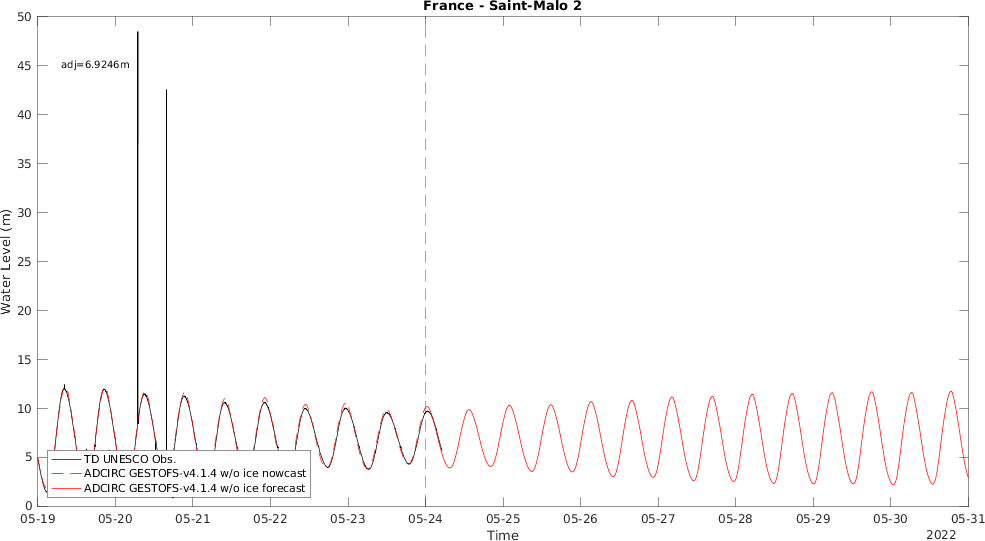 France - Saint-Malo 2
50
45
40
35
30
25
20
15
10
5
0
Water Level (m)
adj=6.9246m
TD UNESCO Obs.
ADCIRC GESTOFS-v4.1.4 w/o ice nowcast
ADCIRC GESTOFS-v4.1.4 w/o ice forecast
05-19 05-20 05-21 05-22 05-23 05-24 05-25 05-26 05-27 05-28 05-29 05-30 05-31
Time
2022